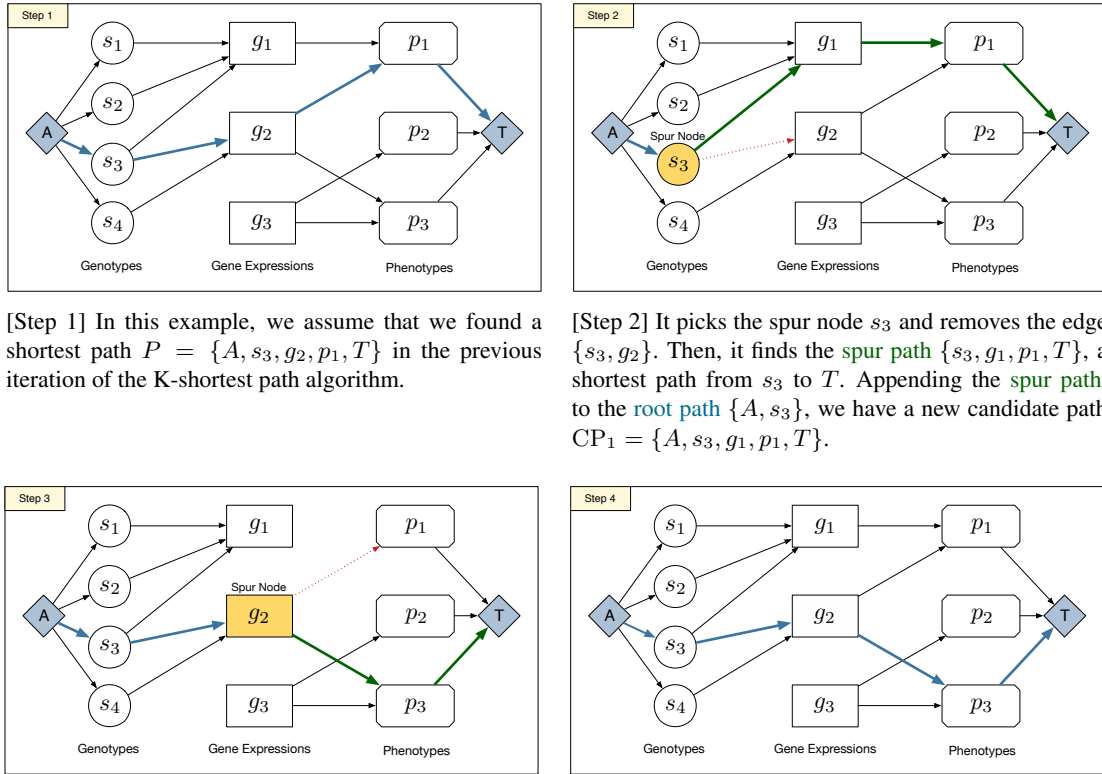 Step 1
s1 g1 p1
s2
A g2 p2 T
s3
s4 g3 p3
Genotypes Gene Expressions Phenotypes
Step 2
s1 g1 p1
s2
A g2 p2 T
Spur Node
s3
s4 g3 p3
Genotypes Gene Expressions Phenotypes
[Step 1] In this example, we assume that we found a
shortest path P = {A, s3, g2, p1, T} in the previous
iteration of the K-shortest path algorithm.
[Step 2] It picks the spur node s3 and removes the edge
{s3, g2}. Then, it finds the spur path {s3, g1, p1, T}, a
shortest path from s3 to T. Appending the spur path
to the root path {A, s3}, we have a new candidate path
CP1 = {A, s3, g1, p1, T}.
Step 3
s1 g1 p1
s2
Spur Node
A g2 p2 T
s3
s4 g3 p3
Genotypes Gene Expressions Phenotypes
Step 4
s1 g1 p1
s2
A g2 p2 T
s3
s4 g3 p3
Genotypes Gene Expressions Phenotypes